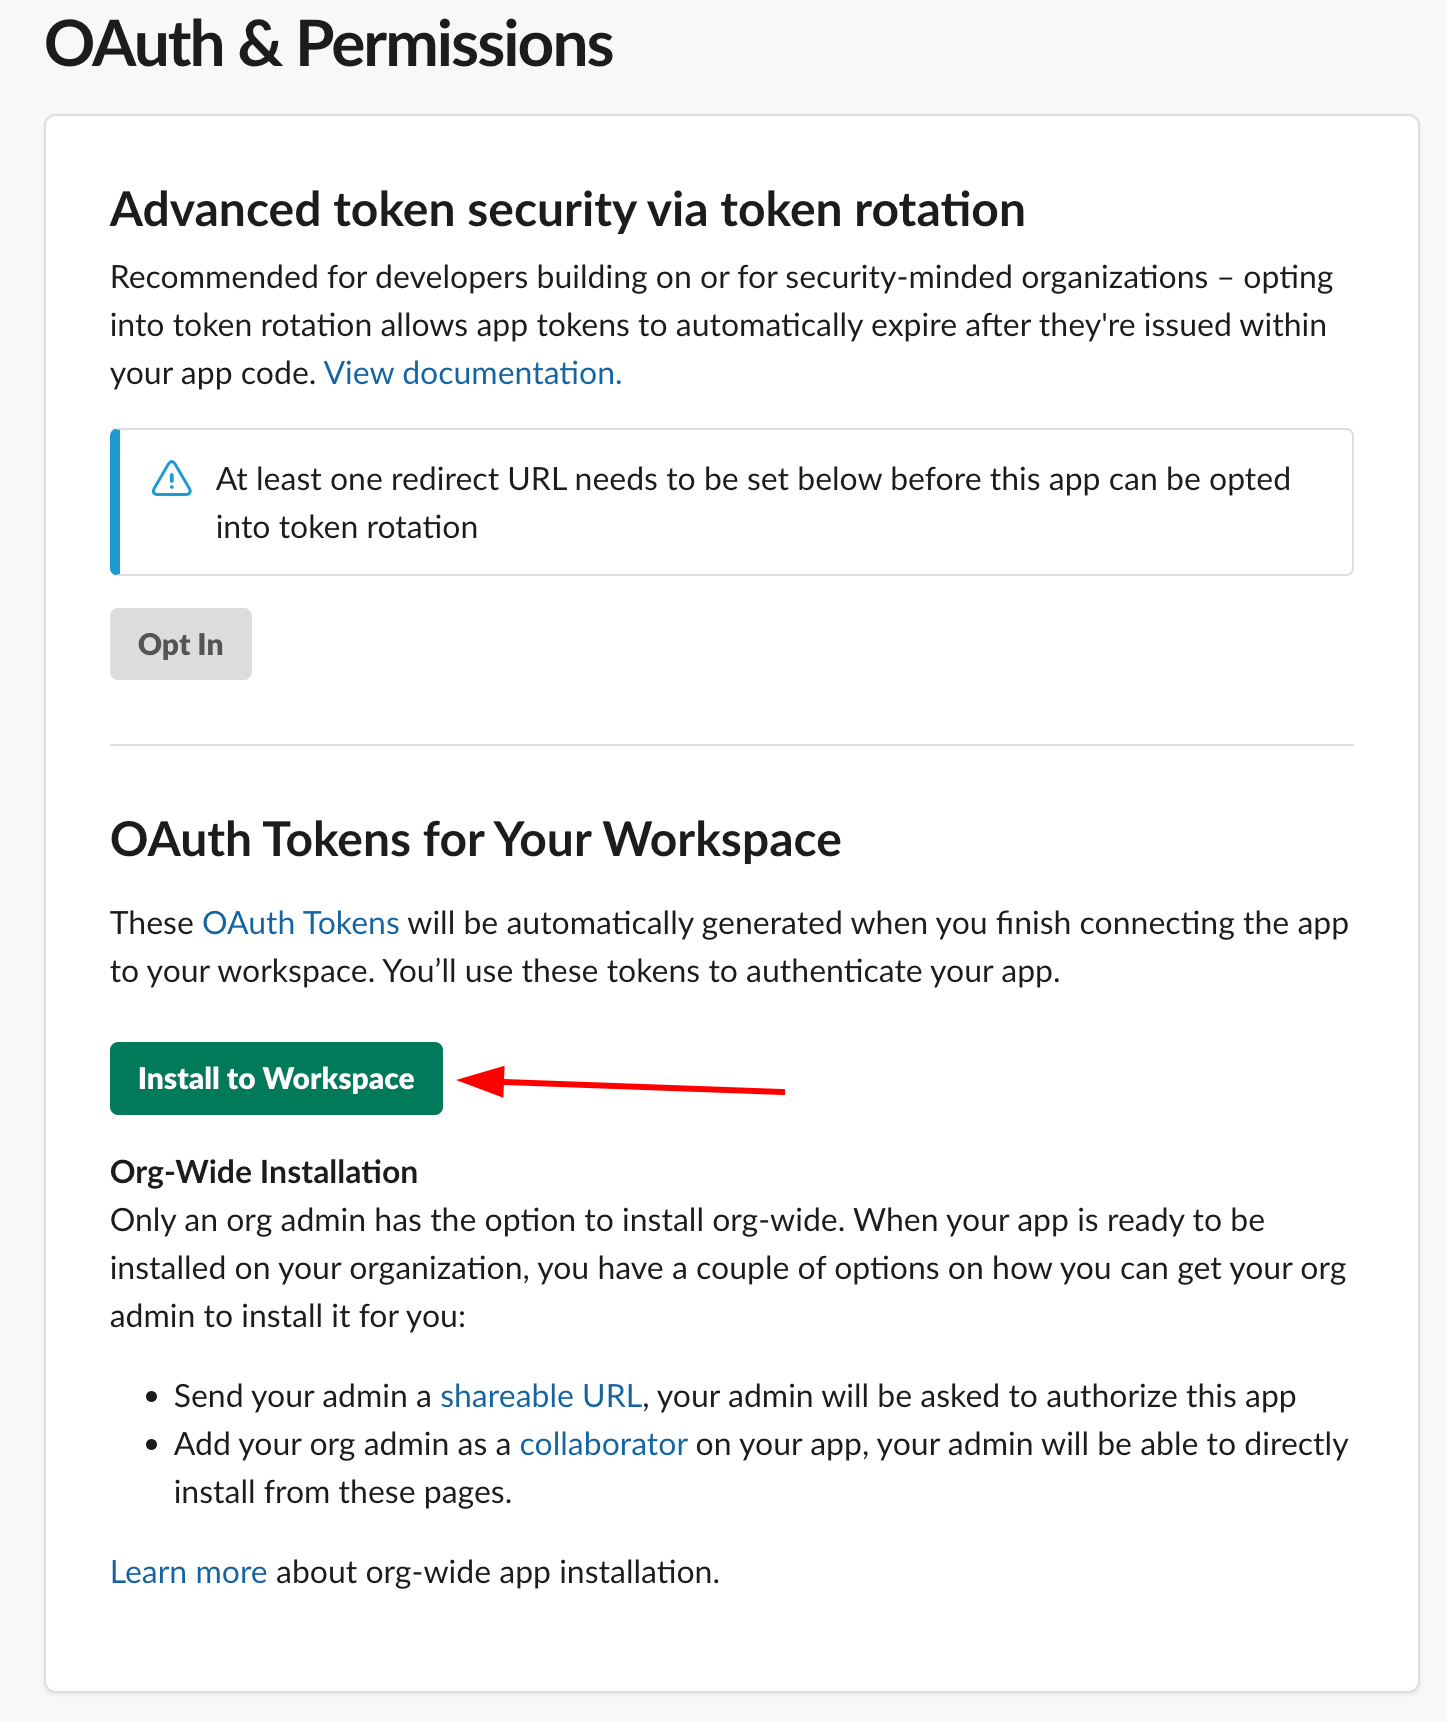 OAuth & Permissions
Advanced token security via token rotation
Recommended for developers building on or for security-minded organizations – opting
into token rotation allows app tokens to automatically expire after they're issued within
your app code. View documentation.
At least one redirect URL needs to be set below before this app can be opted
into token rotation
Opt In
OAuth Tokens for Your Workspace
These OAuth Tokens will be automatically generated when you finish connecting the app
to your workspace. You’ll use these tokens to authenticate your app.
Install to Workspace
Org-Wide Installation
Only an org admin has the option to install org-wide. When your app is ready to be
installed on your organization, you have a couple of options on how you can get your org
admin to install it for you:
• Send your admin a shareable URL, your admin will be asked to authorize this app
• Add your org admin as a collaborator on your app, your admin will be able to directly
install from these pages.
Learn more about org-wide app installation.